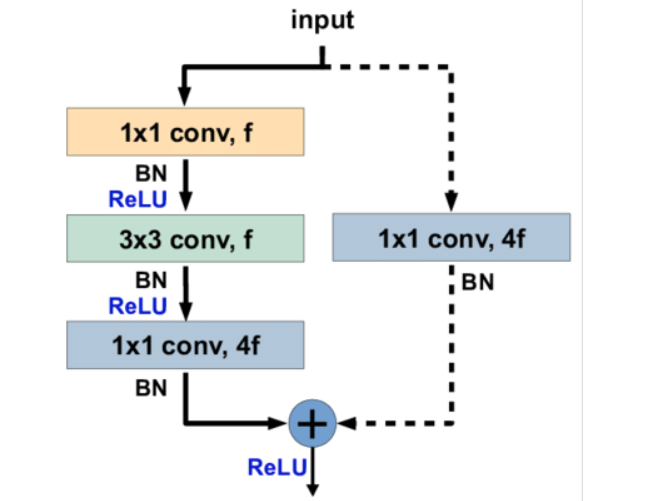 input
1x1 conv, f
BN
ReLU
3x3 conv, f
1x1 conv, 4f
BN
BN
ReLU
1x1 conv, 4f
BN
+
ReLU